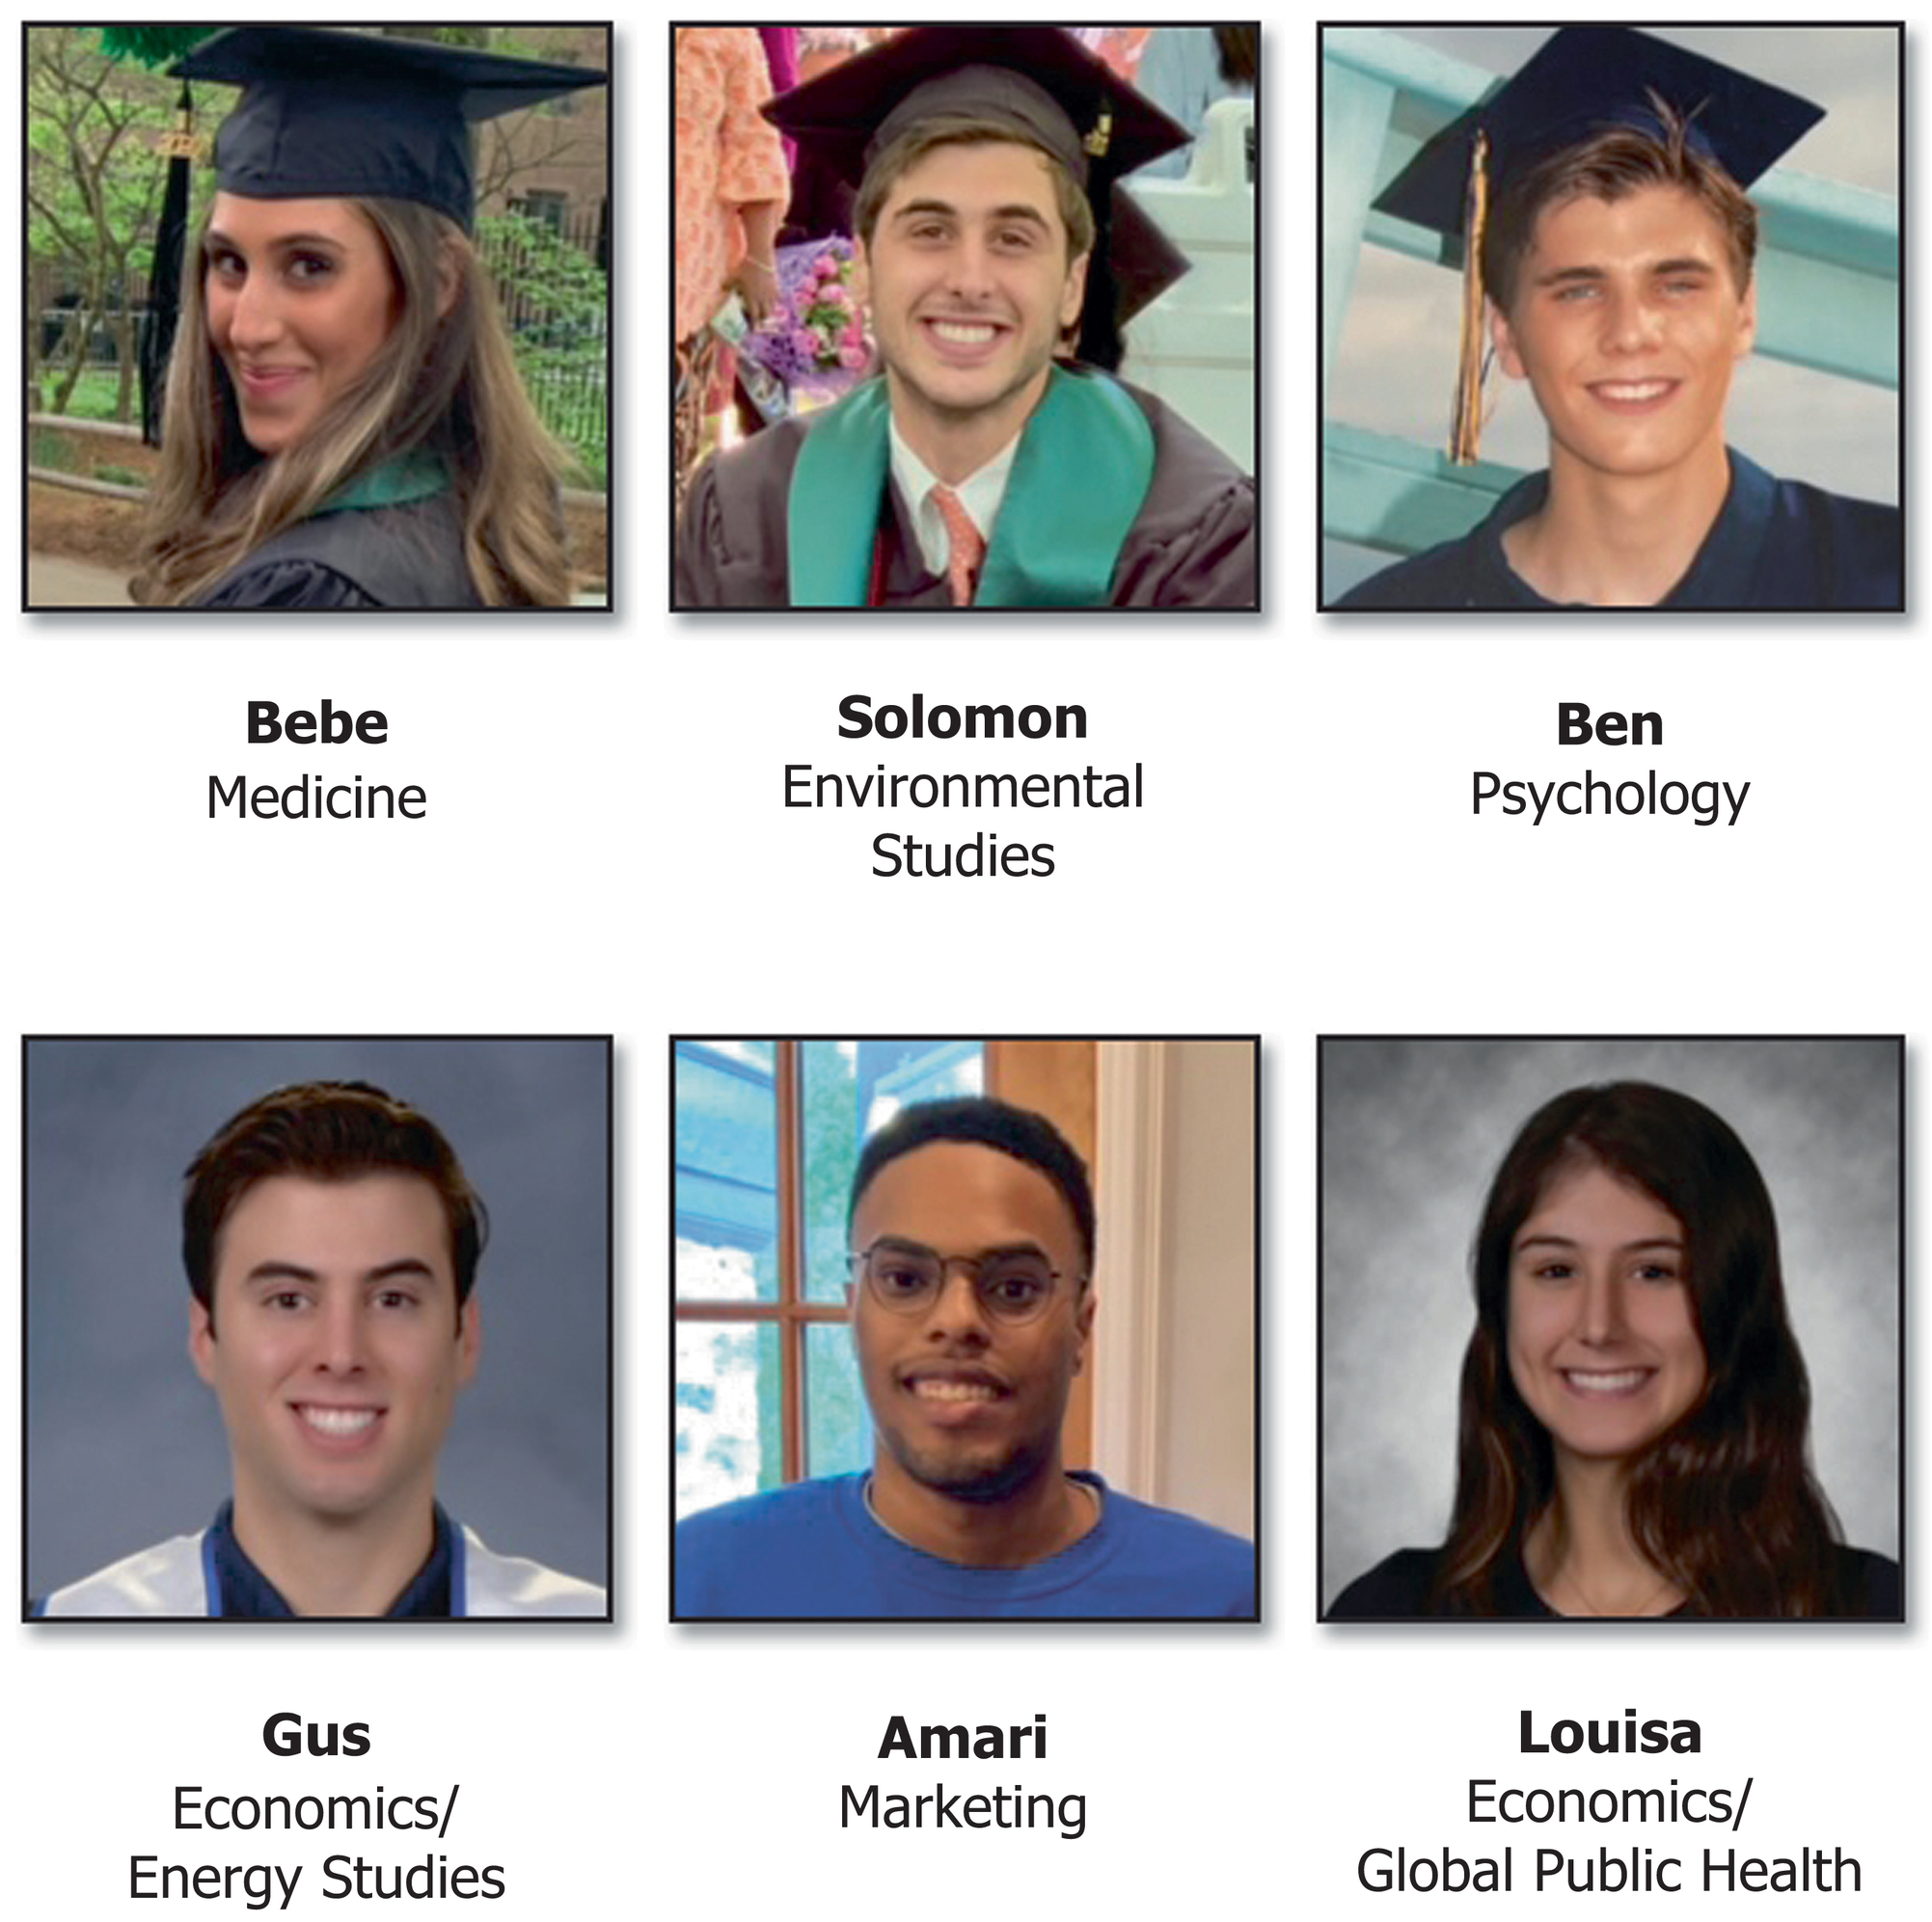 Bebe
Medicine
Solomon
Environmental
Studies
Ben
Psychology
Gus
Economics/
Energy Studies
Amari
Marketing
Louisa
Economics/
Global Public Health